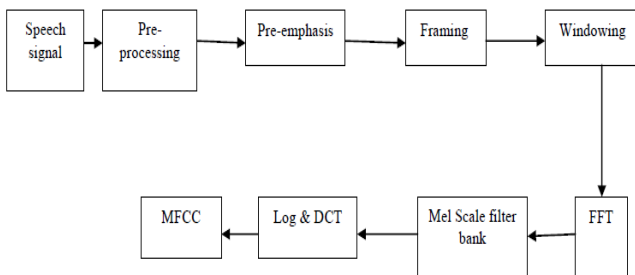 Speech
signal
Pre-
processing
Pre-emphasis
Framing
Windowing
MFCC
Log & DCT
Mel Scale filter
bank
FFT